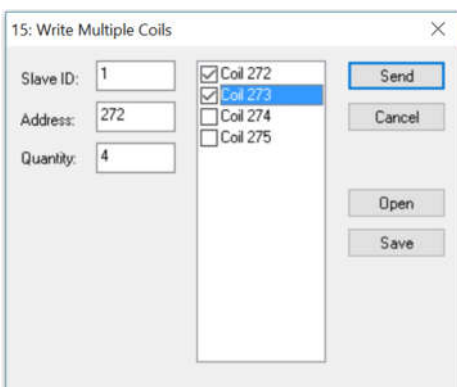 15: Write Multiple Coils
Slave ID: 1
Address: 272
Quantity: 4
Coil 272
Coil 273
Coil 274
Coil 275
Send
Cancel
Open
Save